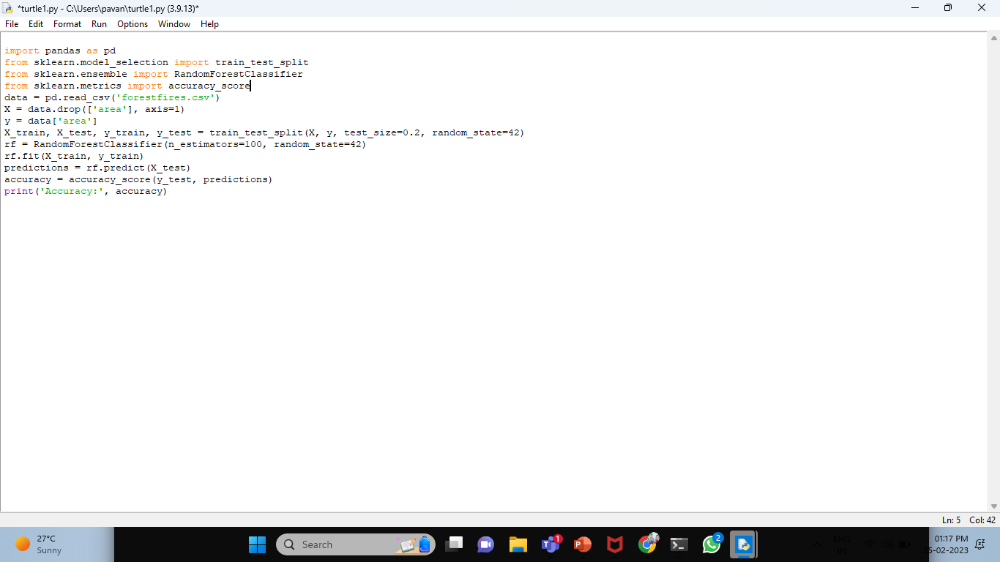 *turtle1.py - C:\Users\pavan\turtle1.py (3.9.13)*
File Edit Format Run Options Window Help
import pandas as pd
from sklearn.model_selection import train_test_split
from sklearn.ensemble import RandomForestClassifier
from sklearn.metrics import accuracy_score
data = pd.read_csv('forestfires.csv')
X = data.drop(['area'], axis=1)
y = data['area']
X_train, X_test, y_train, y_test = train_test_split(X, y, test_size=0.2, random_state=42)
rf = RandomForestClassifier(n_estimators=100, random_state=42)
rf.fit(X_train, y_train)
predictions = rf.predict(X_test)
accuracy = accuracy_score(y_test, predictions)
print('Accuracy:', accuracy)
Ln: 5 Col: 42
27°C
Sunny
Search
1
2
ENG
IN
01:17 PM
25-02-2023